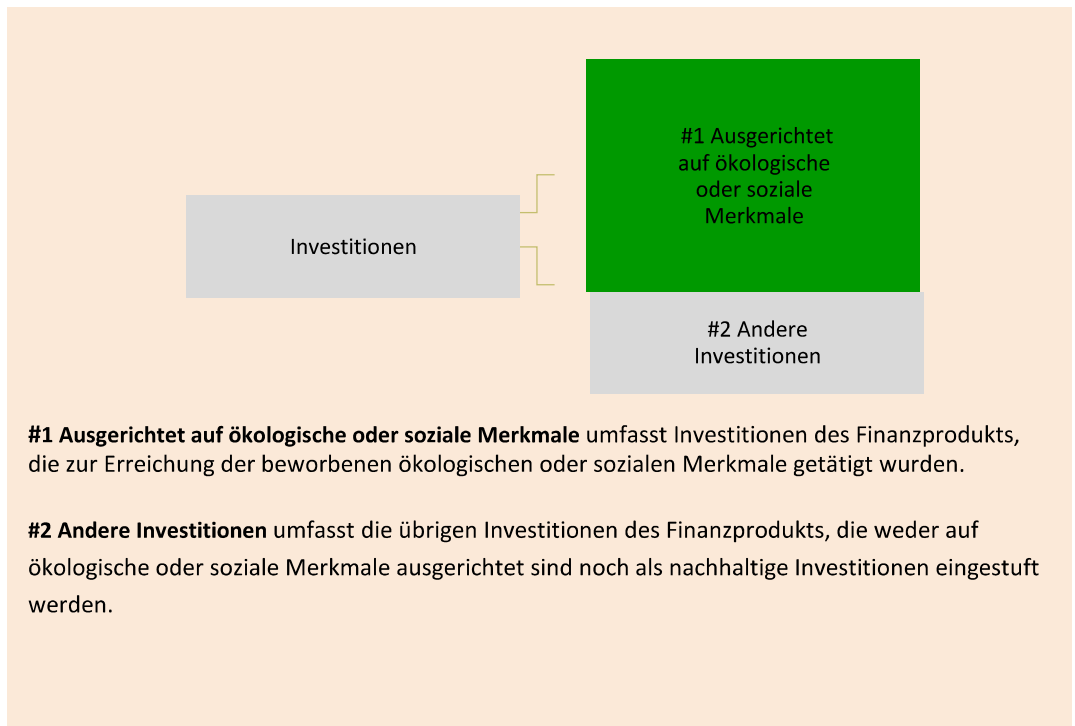 #1 Ausgerichtet
auf ökologische
oder soziale
Merkmale
Investitionen
#2 Andere
Investitionen
#1 Ausgerichtet auf ökologische oder soziale Merkmale umfasst Investitionen des Finanzprodukts,
die zur Erreichung der beworbenen ökologischen oder sozialen Merkmale getätigt wurden.
#2 Andere Investitionen umfasst die übrigen Investitionen des Finanzprodukts, die weder auf
ökologische oder soziale Merkmale ausgerichtet sind noch als nachhaltige Investitionen eingestuft
werden.